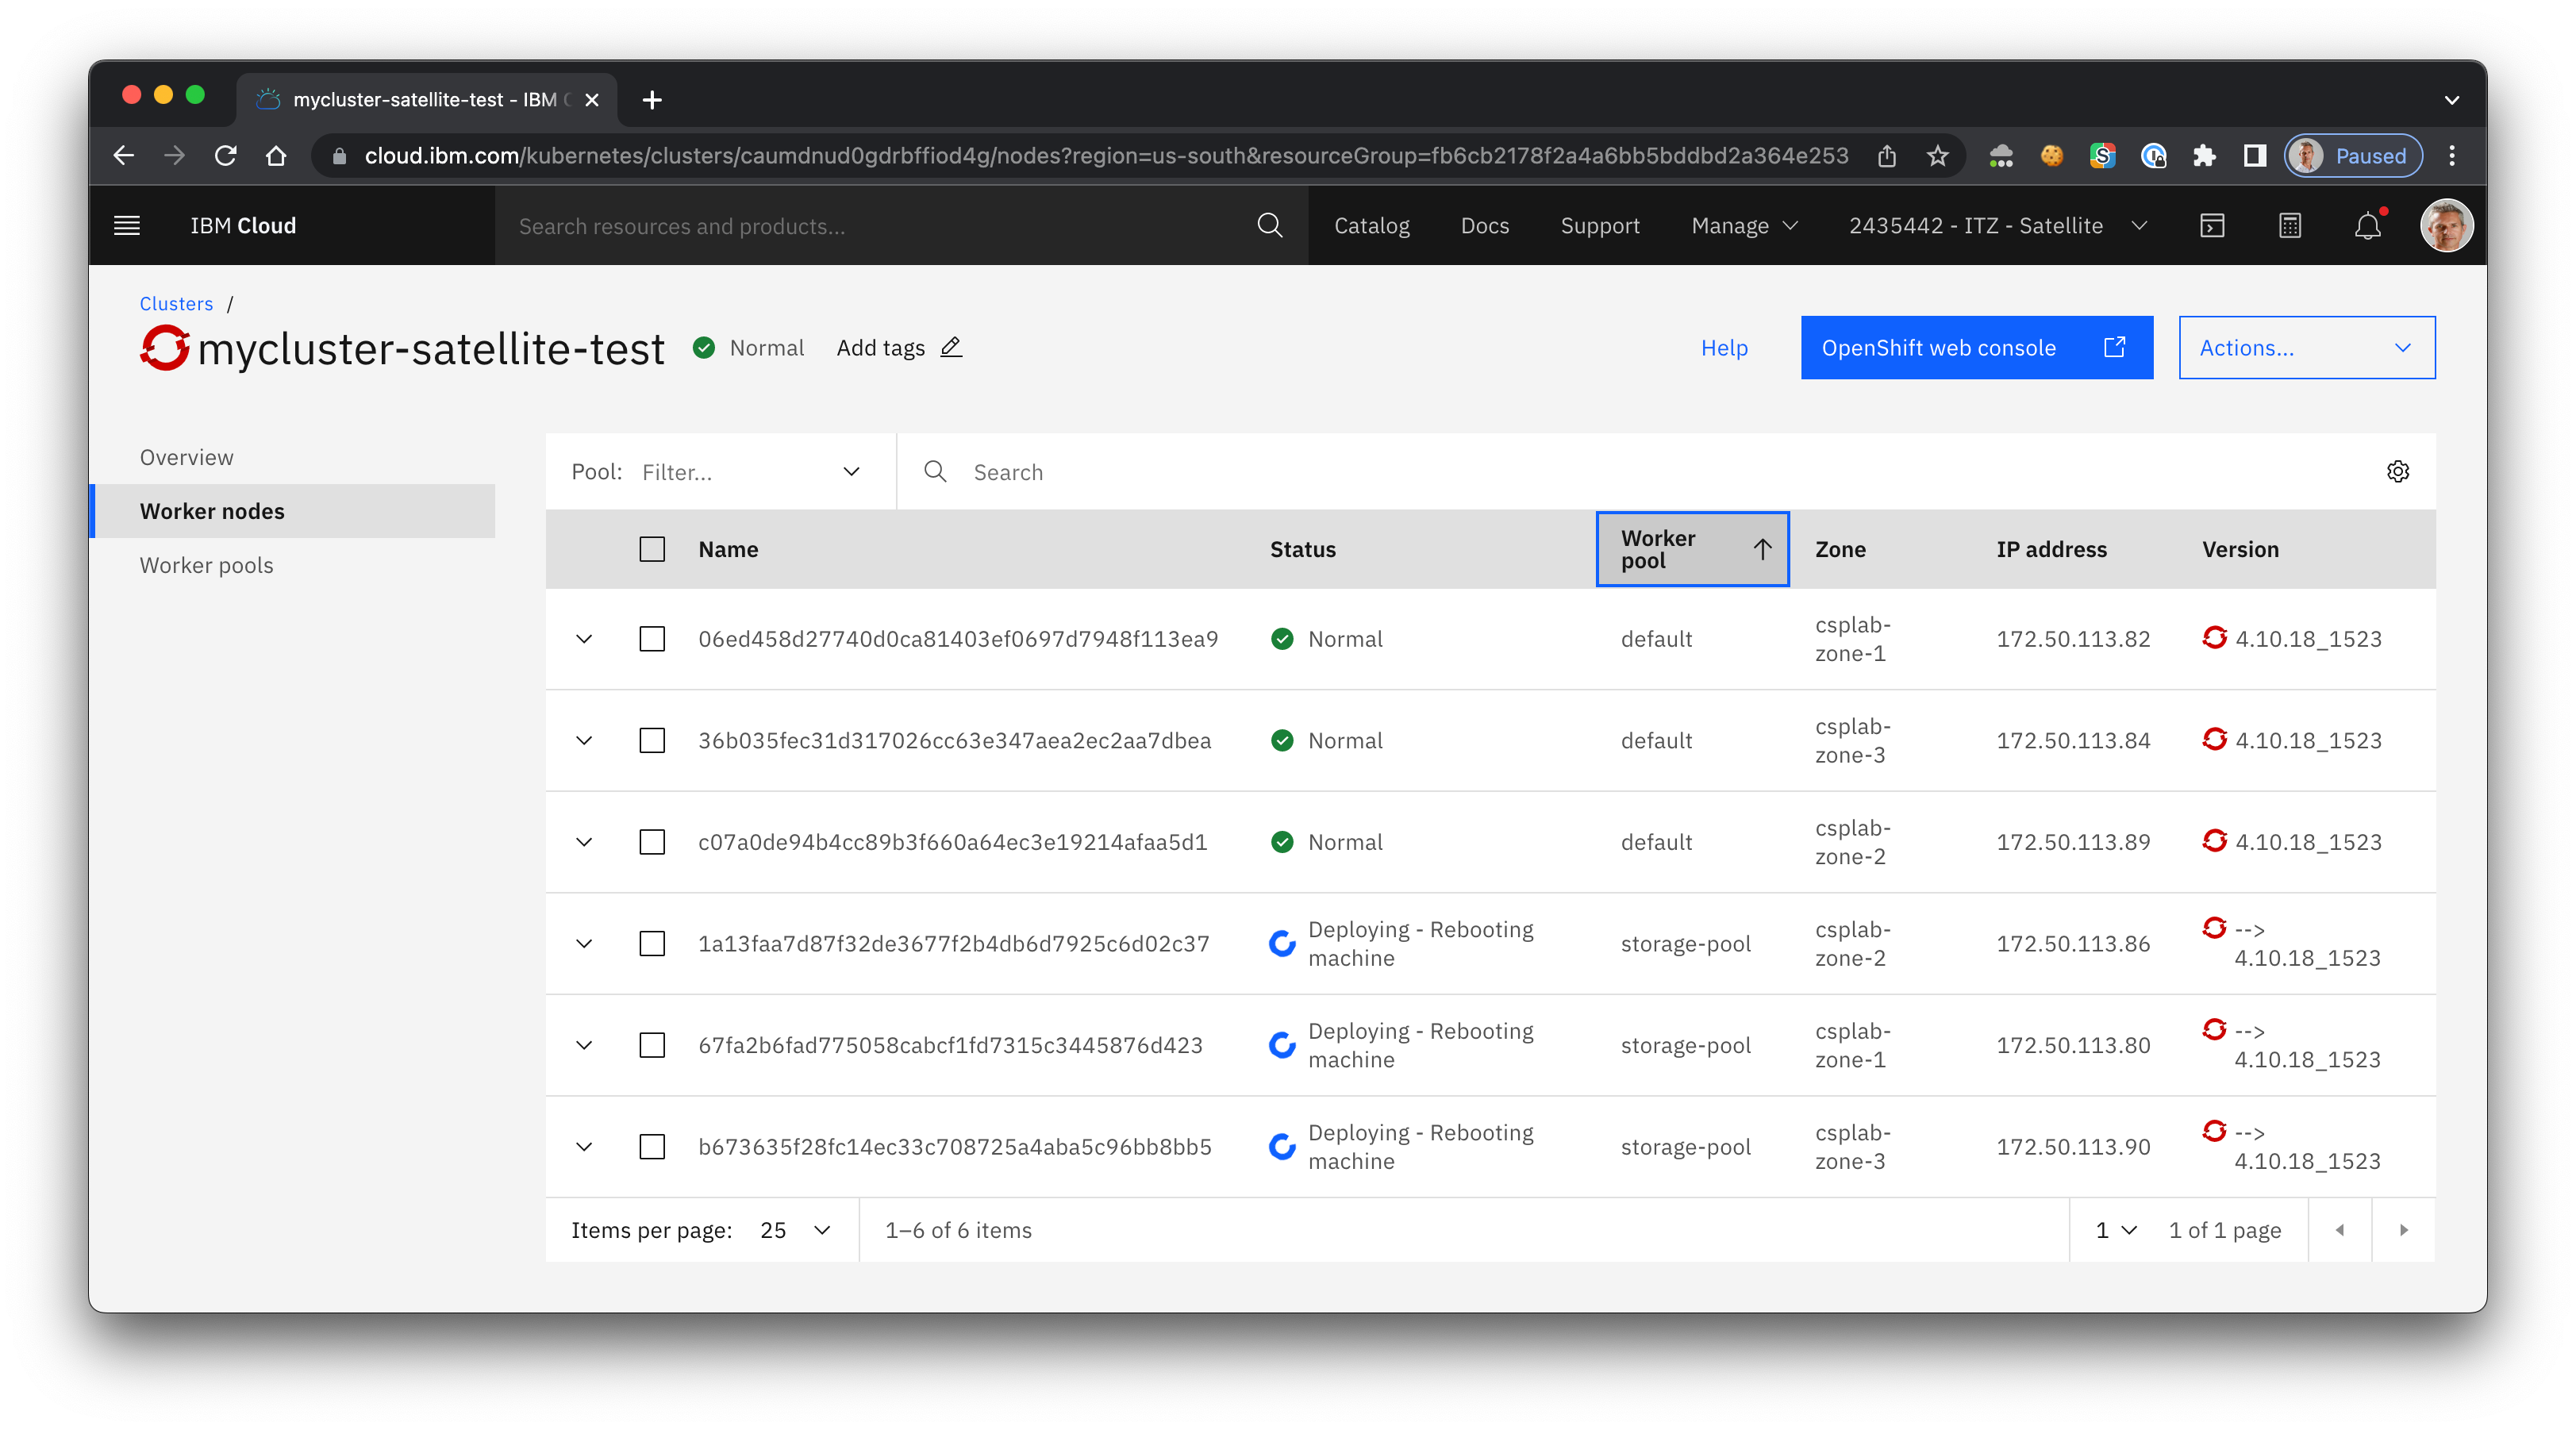 mycluster-satellite-test - IBM C
cloud.ibm.com/kubernetes/clusters/caumdnud0gdrbffiod4g/nodes?region=us-south&resourceGroup=fb6cb2178f2a4a6bb5bddbd2a364e253
Paused
IBM Cloud
Search resources and products...
Catalog
Docs
Support
Manage
2435442 - ITZ - Satellite
Clusters /
mycluster-satellite-test
Normal
Add tags
Help
OpenShift web console
Actions...
Overview
Worker nodes
Worker pools
Pool: Filter...
Search
Name
Status
Worker
pool
Zone
IP address
Version
06ed458d27740d0ca81403ef0697d7948f113ea9
Normal
default
csplab-
zone-1
172.50.113.82
4.10.18_1523
36b035fec31d317026cc63e347aea2ec2aa7dbea
Normal
default
csplab-
zone-3
172.50.113.84
4.10.18_1523
c07a0de94b4cc89b3f660a64ec3e19214afaa5d1
Normal
default
csplab-
zone-2
172.50.113.89
4.10.18_1523
1a13faa7d87f32de3677f2b4db6d7925c6d02c37
Deploying - Rebooting
machine
storage-pool
csplab-
zone-2
172.50.113.86
-->
4.10.18_1523
67fa2b6fad775058cabcf1fd7315c3445876d423
Deploying - Rebooting
machine
storage-pool
csplab-
zone-1
172.50.113.80
-->
4.10.18_1523
b673635f28fc14ec33c708725a4aba5c96bb8bb5
Deploying - Rebooting
machine
storage-pool
csplab-
zone-3
172.50.113.90
-->
4.10.18_1523
Items per page: 25
1–6 of 6 items
1
1 of 1 page